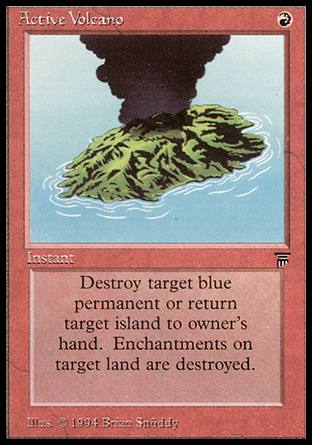 Active Volcano
Instant
Destroy target blue
permanent or return
target island to owner's
hand. Enchantments on
target land are destroyed.
Illus. © 1994 Brian Snõddy